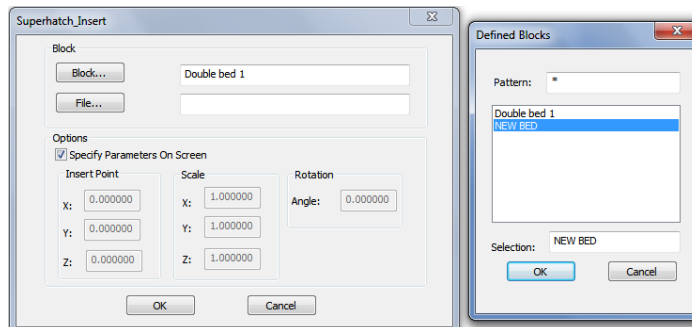 Superhatch_Insert
Block
Block...
Double bed 1
File...
Options
Specify Parameters On Screen
Insert Point
X: 0.000000
Y: 0.000000
Z: 0.000000
Scale
X: 1.000000
Y: 1.000000
Z: 1.000000
Rotation
Angle: 0.000000
OK
Cancel
Defined Blocks
Pattern: *
Double bed 1
NEW BED
Selection: NEW BED
OK
Cancel